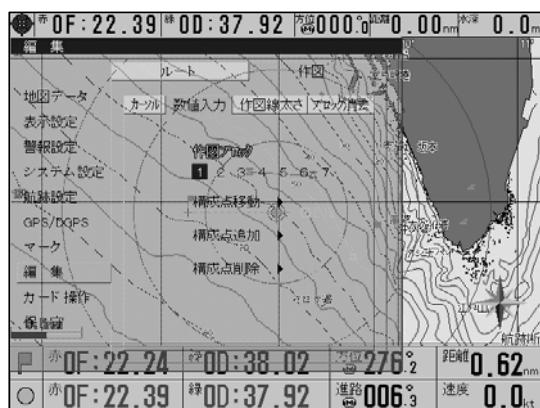 赤 0F:22.39 緑 0D:37.92 方位 000.0° 距離 0.00nm 水深 0.0m
編 集
ルート 作図
地図データ
カーソル 数値入力 作図線太さ ブロック消去
表示設定
警報設定
作図ブロック
システム設定
1 2 3 4 5 6 7
航跡設定
構成点移動
GPS/DGPS
マーク
構成点追加
編 集
構成点削除
カード操作
航跡断
赤 0F:22.24 緑 0D:38.02 方位 276.2° 距離 0.62nm
赤 0F:22.39 緑 0D:37.92 進路 006.3° 速度 0.0kt